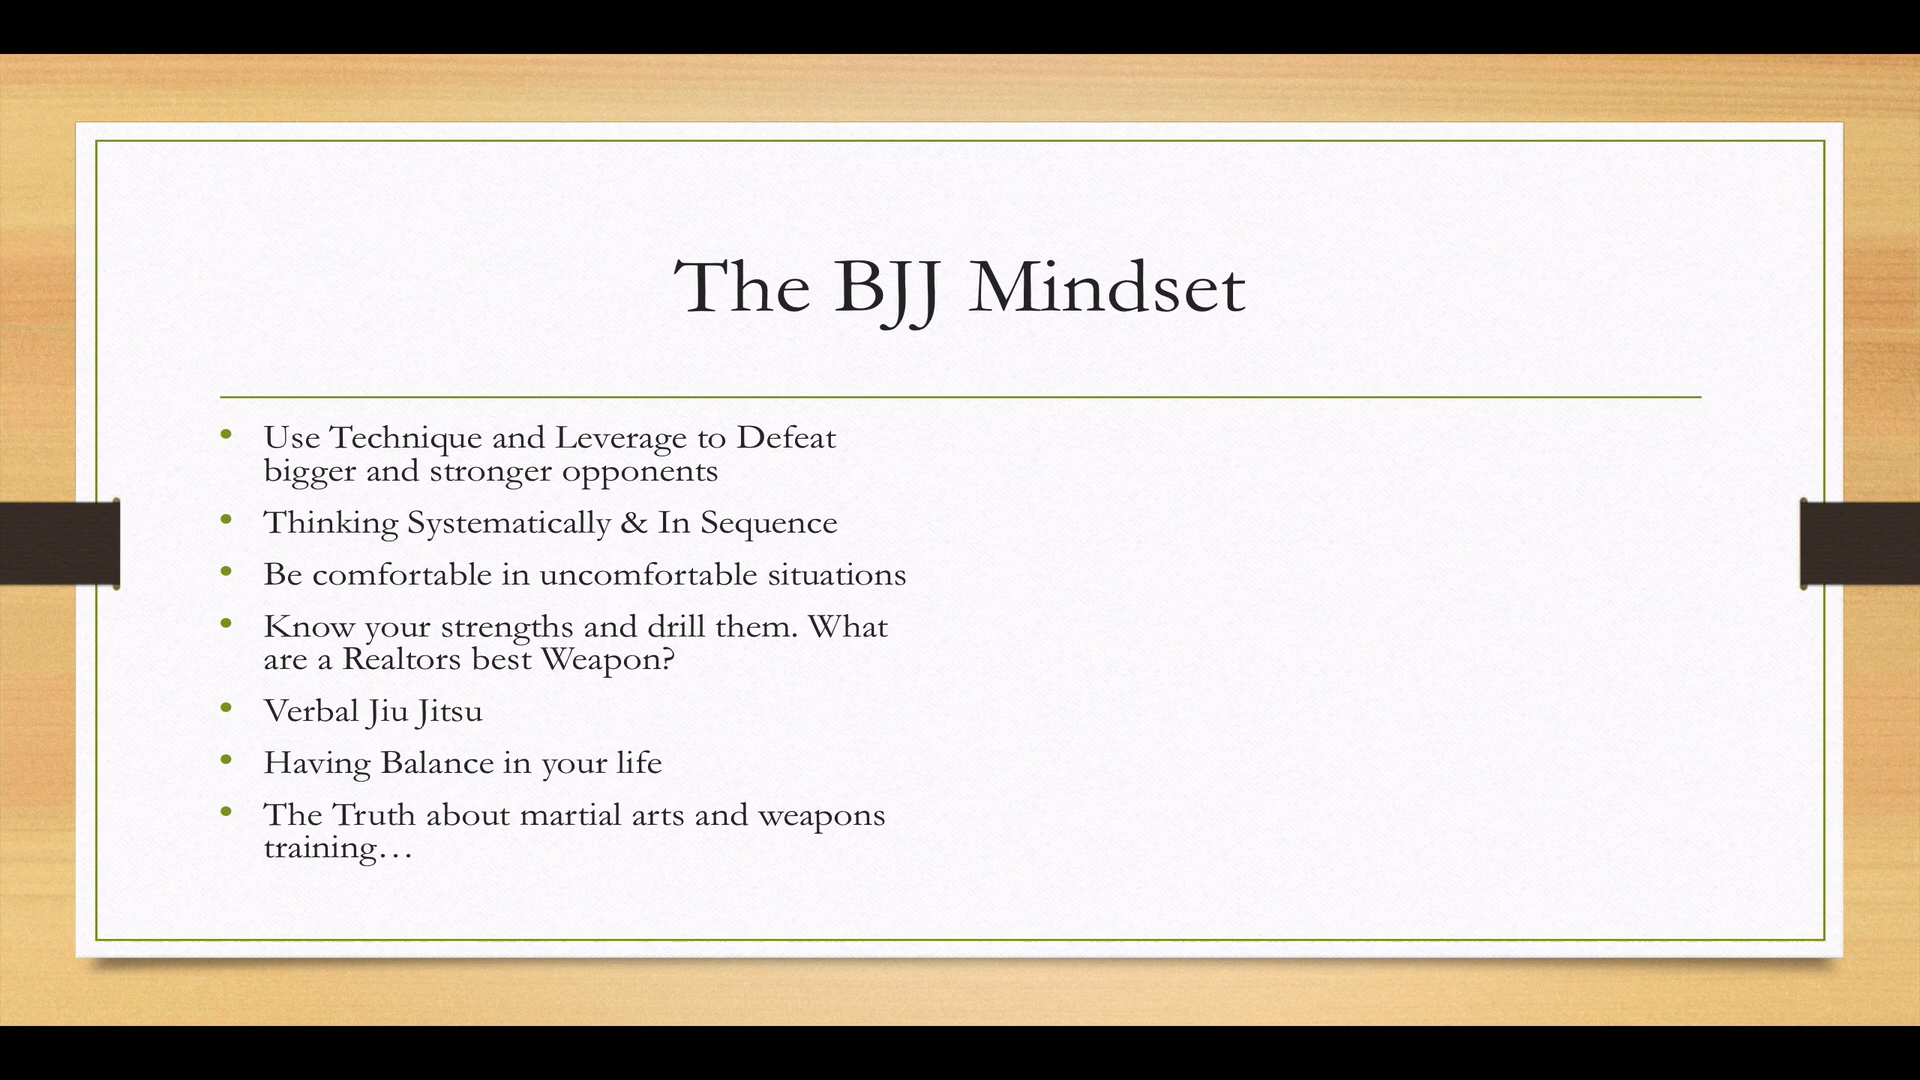 The BJJ Mindset
• Use Technique and Leverage to Defeat
bigger and stronger opponents
• Thinking Systematically & In Sequence
• Be comfortable in uncomfortable situations
• Know your strengths and drill them. What
are a Realtors best Weapon?
• Verbal Jiu Jitsu
• Having Balance in your life
• The Truth about martial arts and weapons
training…